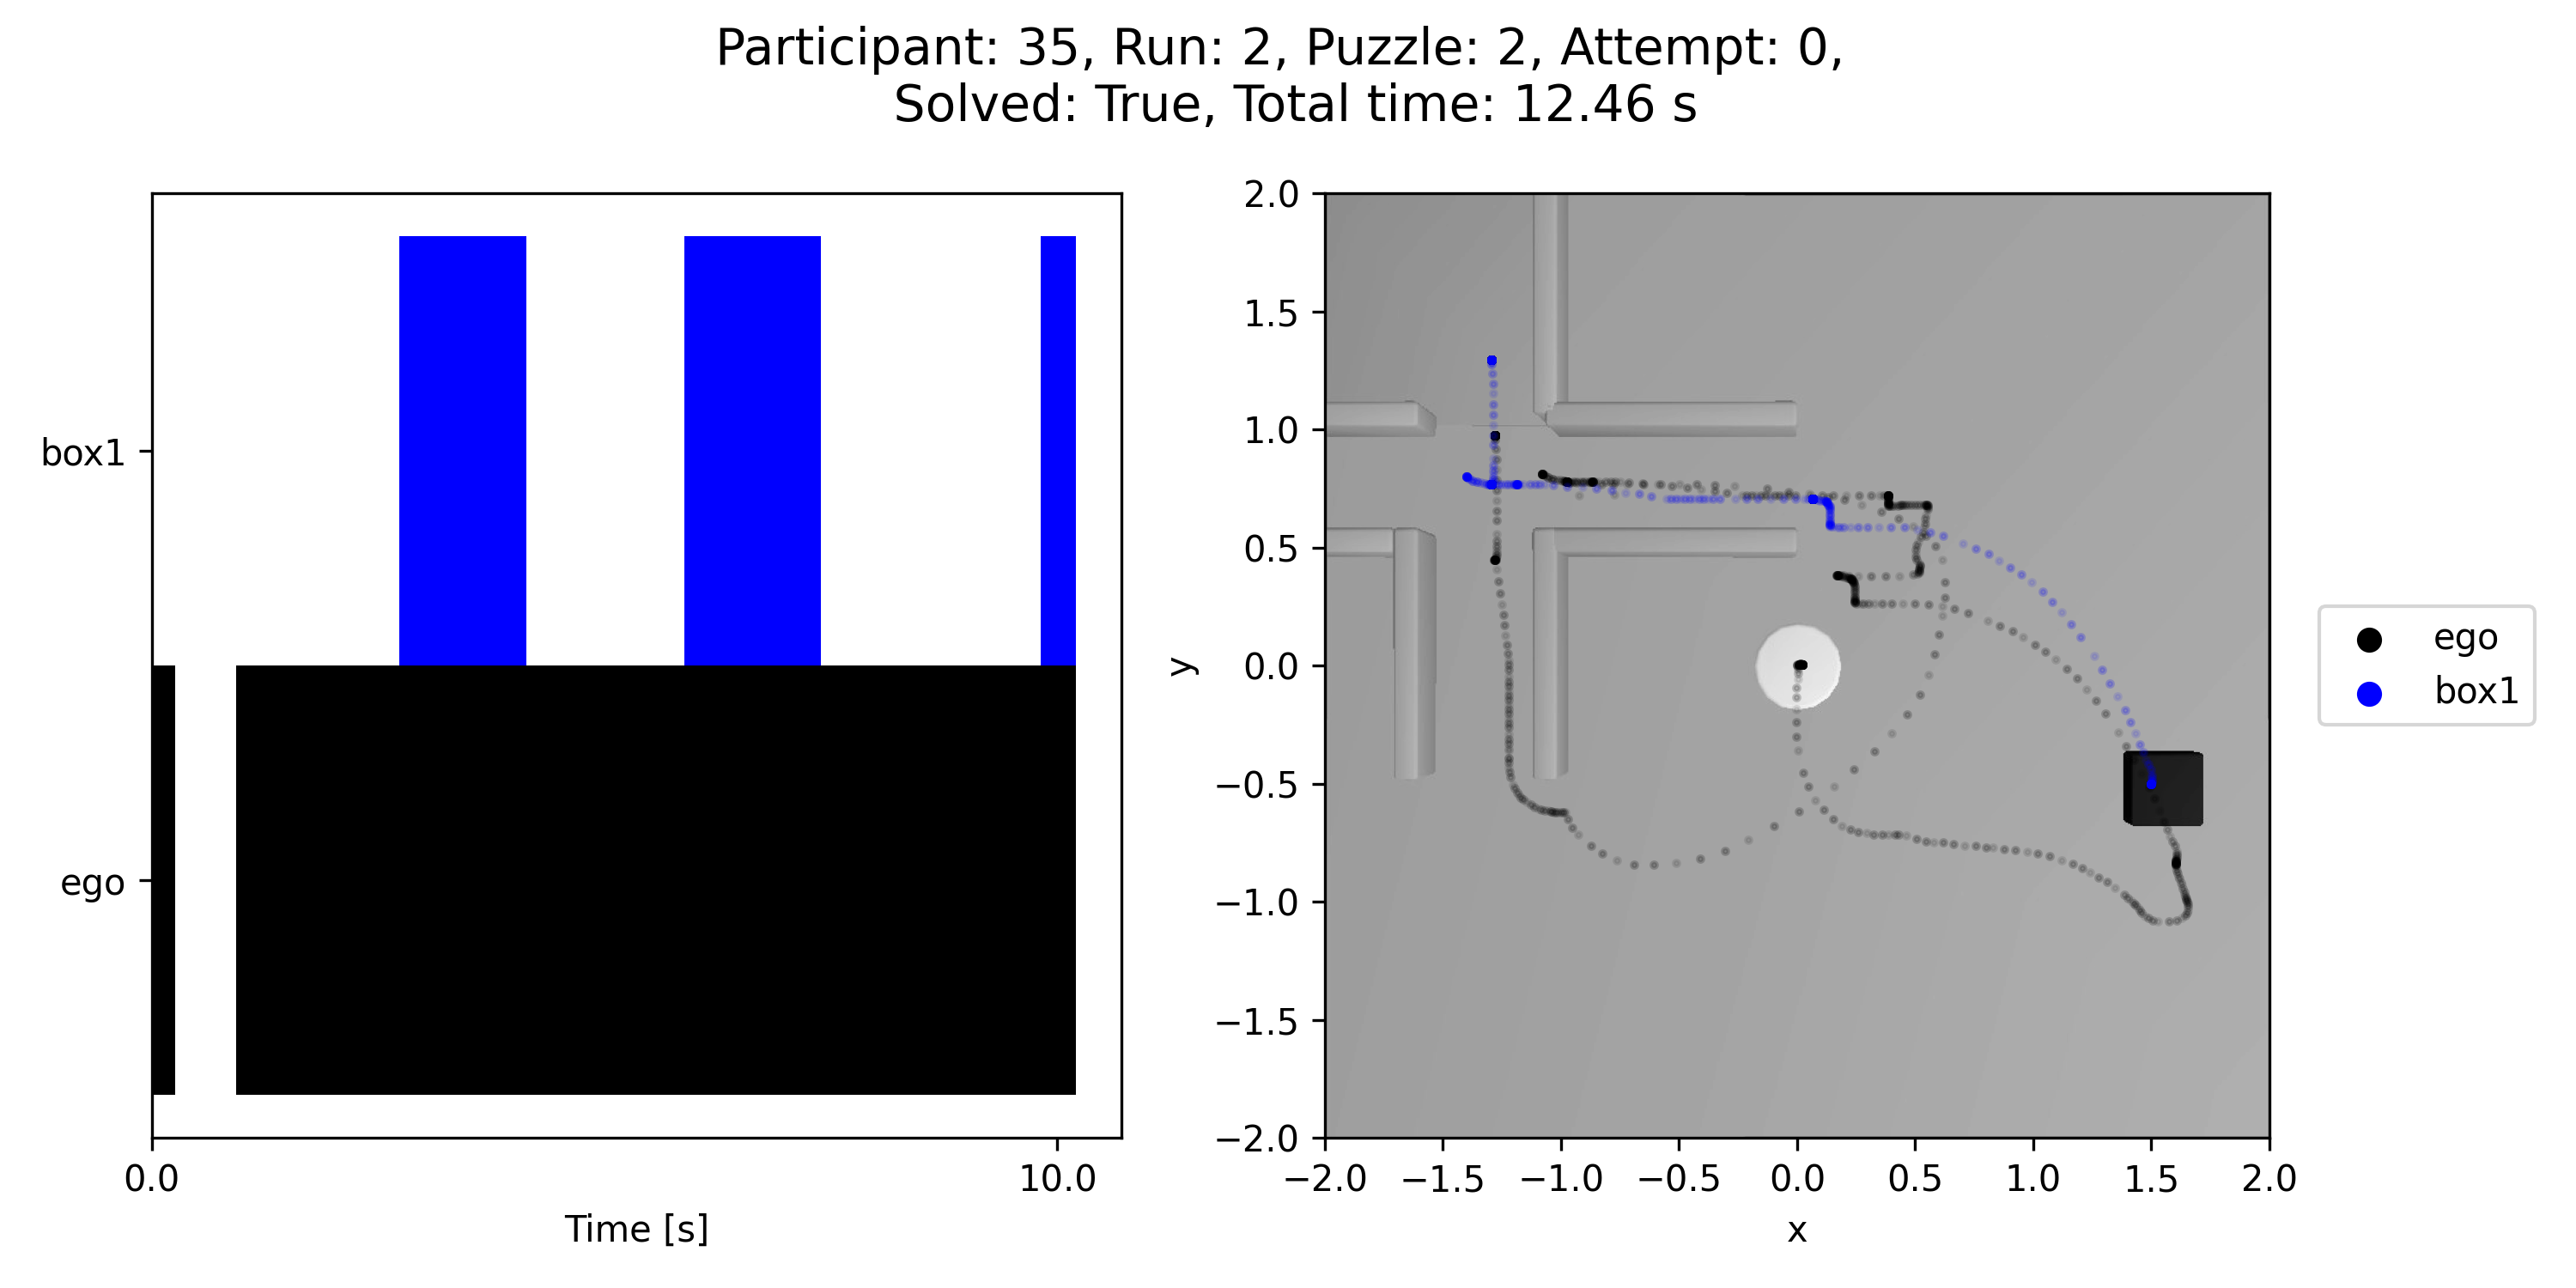 Participant: 35, Run: 2, Puzzle: 2, Attempt: 0,
Solved: True, Total time: 12.46 s
box1
ego
0.0
10.0
Time [s]
2.0
1.5
1.0
0.5
0.0
−0.5
−1.0
−1.5
−2.0
y
−2.0
−1.5
−1.0
−0.5
0.0
0.5
1.0
1.5
2.0
x
ego
box1